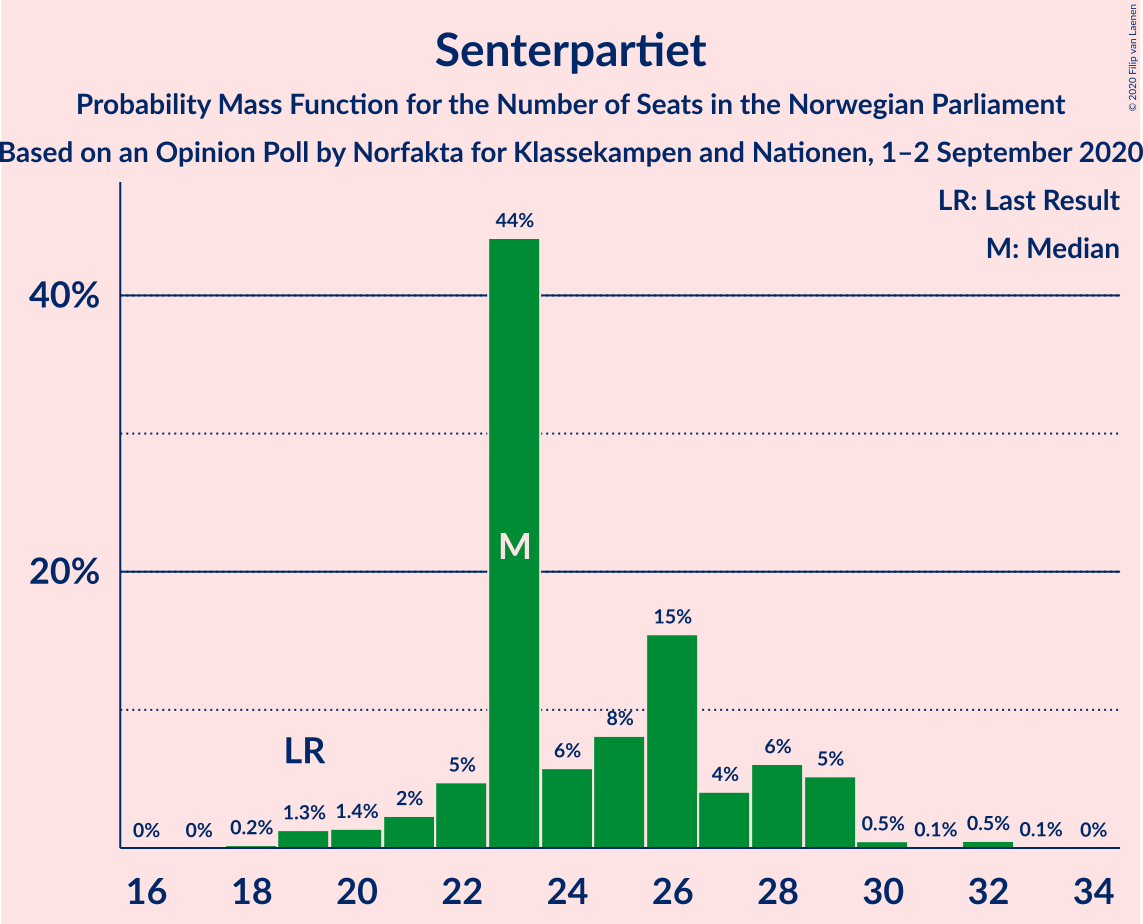 Senterpartiet
Probability Mass Function for the Number of Seats in the Norwegian Parliament
Based on an Opinion Poll by Norfakta for Klassekampen and Nationen, 1–2 September 2020
© 2020 Filip van Laenen
LR: Last Result
M: Median
40%
20%
0%
0%
0.2%
1.3%
1.4%
2%
5%
44%
6%
8%
15%
4%
6%
5%
0.5%
0.1%
0.5%
0.1%
0%
LR
M
16 18 20 22 24 26 28 30 32 34